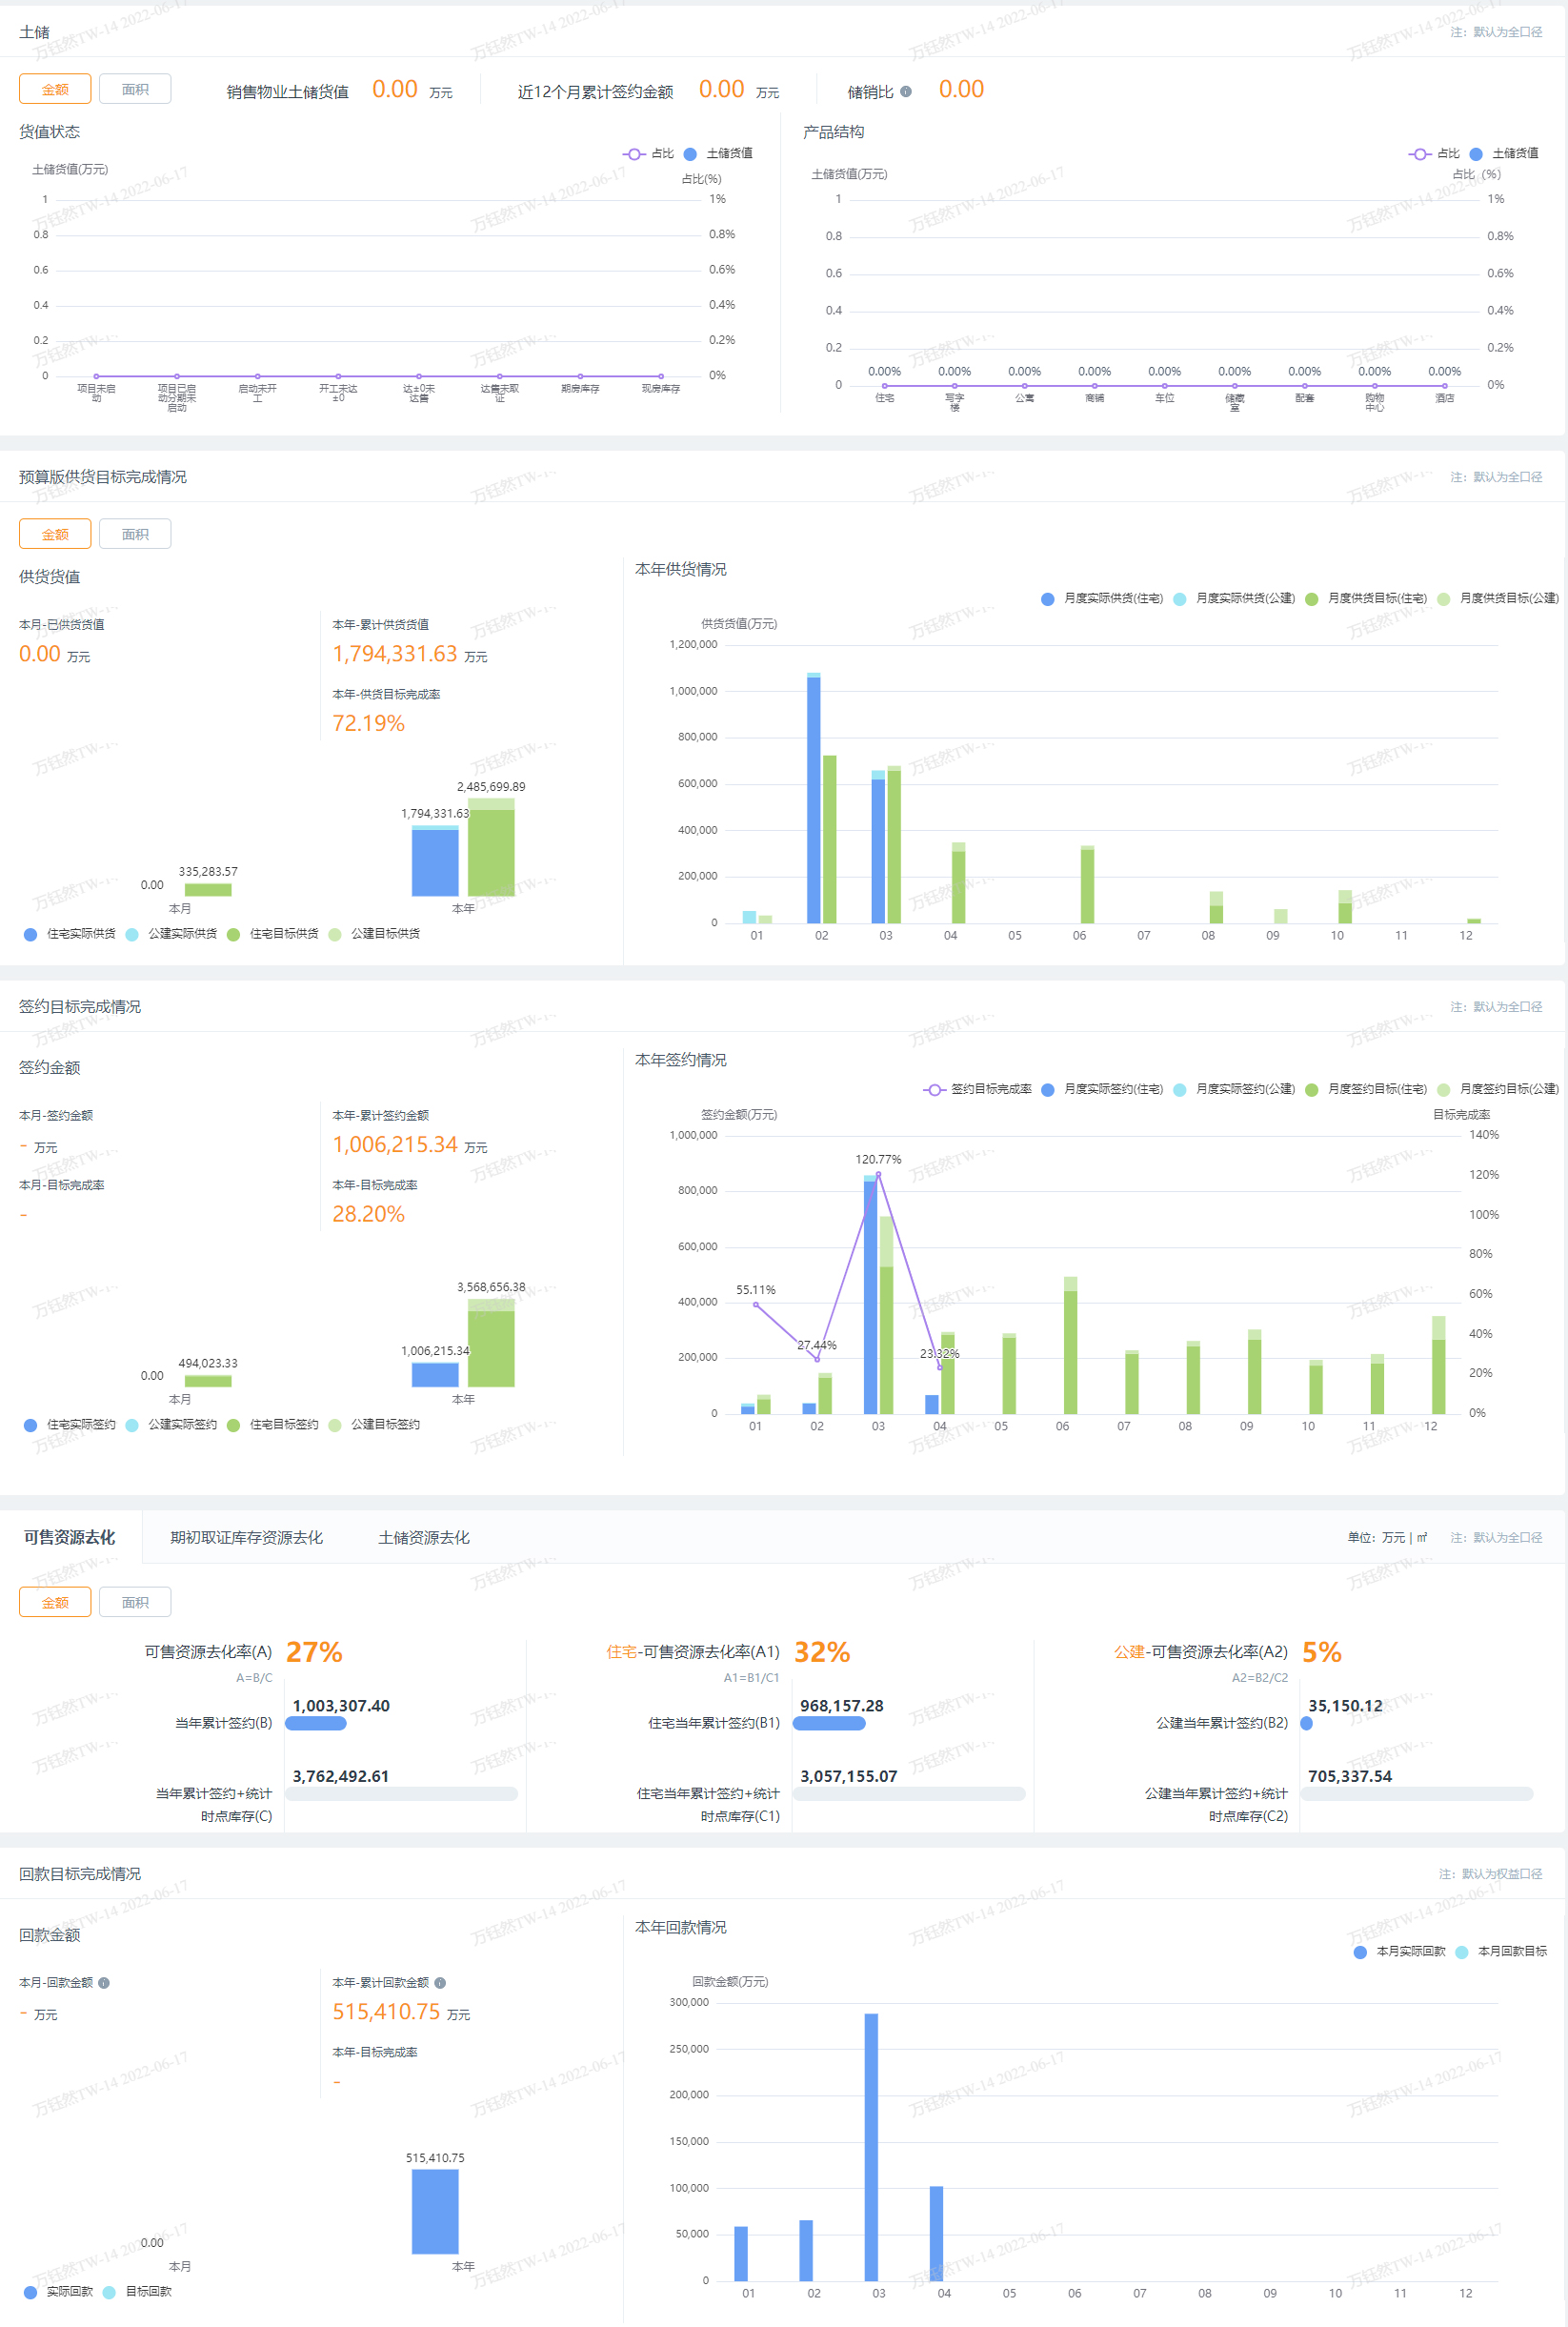 土储
注：默认为全口径
金额 面积 销售物业土储货值 0.00 万元 近12个月累计签约金额 0.00 万元 储销比 0.00
货值状态
占比 土储货值
土储货值(万元) 占比(%)
1 1%
0.8 0.8%
0.6 0.6%
0.4 0.4%
0.2 0.2%
0 0%
项目未启动 项目已启动分期未启动 启动未开工 开工未达±0 达±0未达售 达售未取证 期房库存 现房库存
产品结构
占比 土储货值
土储货值(万元) 占比（%）
1 1%
0.8 0.8%
0.6 0.6%
0.4 0.4%
0.2 0.2%
0 0%
0.00% 0.00% 0.00% 0.00% 0.00% 0.00% 0.00% 0.00% 0.00%
住宅 写字楼 公寓 商铺 车位 储藏室 配套 购物中心 酒店
预算版供货目标完成情况
注：默认为全口径
金额 面积
供货货值
本月-已供货货值
0.00 万元
本年-累计供货货值
1,794,331.63 万元
本年-供货目标完成率
72.19%
0.00 335,283.57 1,794,331.63 2,485,699.89
本月 本年
住宅实际供货 公建实际供货 住宅目标供货 公建目标供货
本年供货情况
月度实际供货(住宅) 月度实际供货(公建) 月度供货目标(住宅) 月度供货目标(公建)
供货货值(万元)
1,200,000
1,000,000
800,000
600,000
400,000
200,000
0
01 02 03 04 05 06 07 08 09 10 11 12
签约目标完成情况
注：默认为全口径
签约金额
本月-签约金额
- 万元
本月-目标完成率
-
本年-累计签约金额
1,006,215.34 万元
本年-目标完成率
28.20%
0.00 494,023.33 1,006,215.34 3,568,656.38
本月 本年
住宅实际签约 公建实际签约 住宅目标签约 公建目标签约
本年签约情况
签约目标完成率 月度实际签约(住宅) 月度实际签约(公建) 月度签约目标(住宅) 月度签约目标(公建)
签约金额(万元) 目标完成率
1,000,000
800,000
600,000
400,000
200,000
0
140%
120%
100%
80%
60%
40%
20%
0%
55.11% 27.44% 120.77% 23.32%
01 02 03 04 05 06 07 08 09 10 11 12
可售资源去化 期初取证库存资源去化 土储资源去化
单位：万元 | ㎡ 注：默认为全口径
金额 面积
可售资源去化率(A) 27%
A=B/C
当年累计签约(B) 1,003,307.40
当年累计签约+统计时点库存(C) 3,762,492.61
住宅-可售资源去化率(A1) 32%
A1=B1/C1
住宅当年累计签约(B1) 968,157.28
住宅当年累计签约+统计时点库存(C1) 3,057,155.07
公建-可售资源去化率(A2) 5%
A2=B2/C2
公建当年累计签约(B2) 35,150.12
公建当年累计签约+统计时点库存(C2) 705,337.54
回款目标完成情况
注：默认为权益口径
回款金额
本月-回款金额
- 万元
本年-累计回款金额
515,410.75 万元
本年-目标完成率
-
0.00 515,410.75
本月 本年
实际回款 目标回款
本年回款情况
本月实际回款 本月回款目标
回款金额(万元)
300,000
250,000
200,000
150,000
100,000
50,000
0
01 02 03 04 05 06 07 08 09 10 11 12
万钰然TW-14 2022-06-17